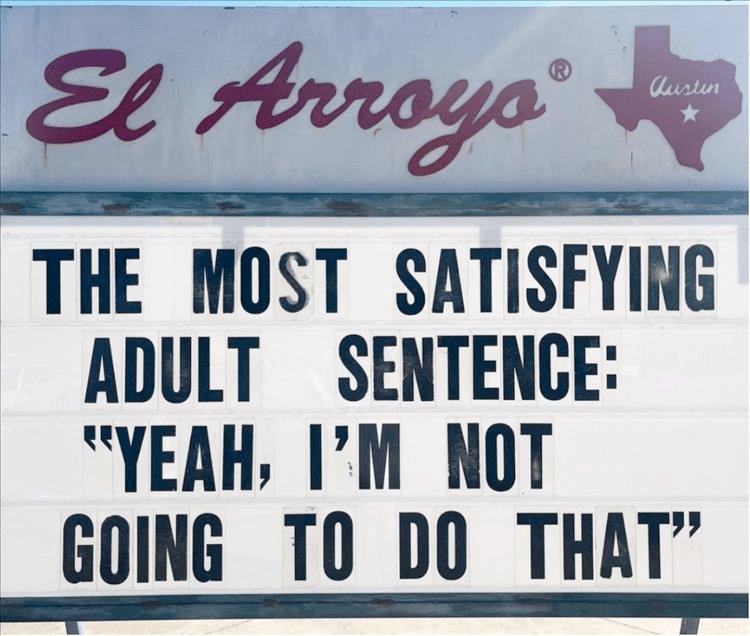 El Arroyo®
Austin
THE MOST SATISFYING
ADULT SENTENCE:
“YEAH, I’M NOT
GOING TO DO THAT”